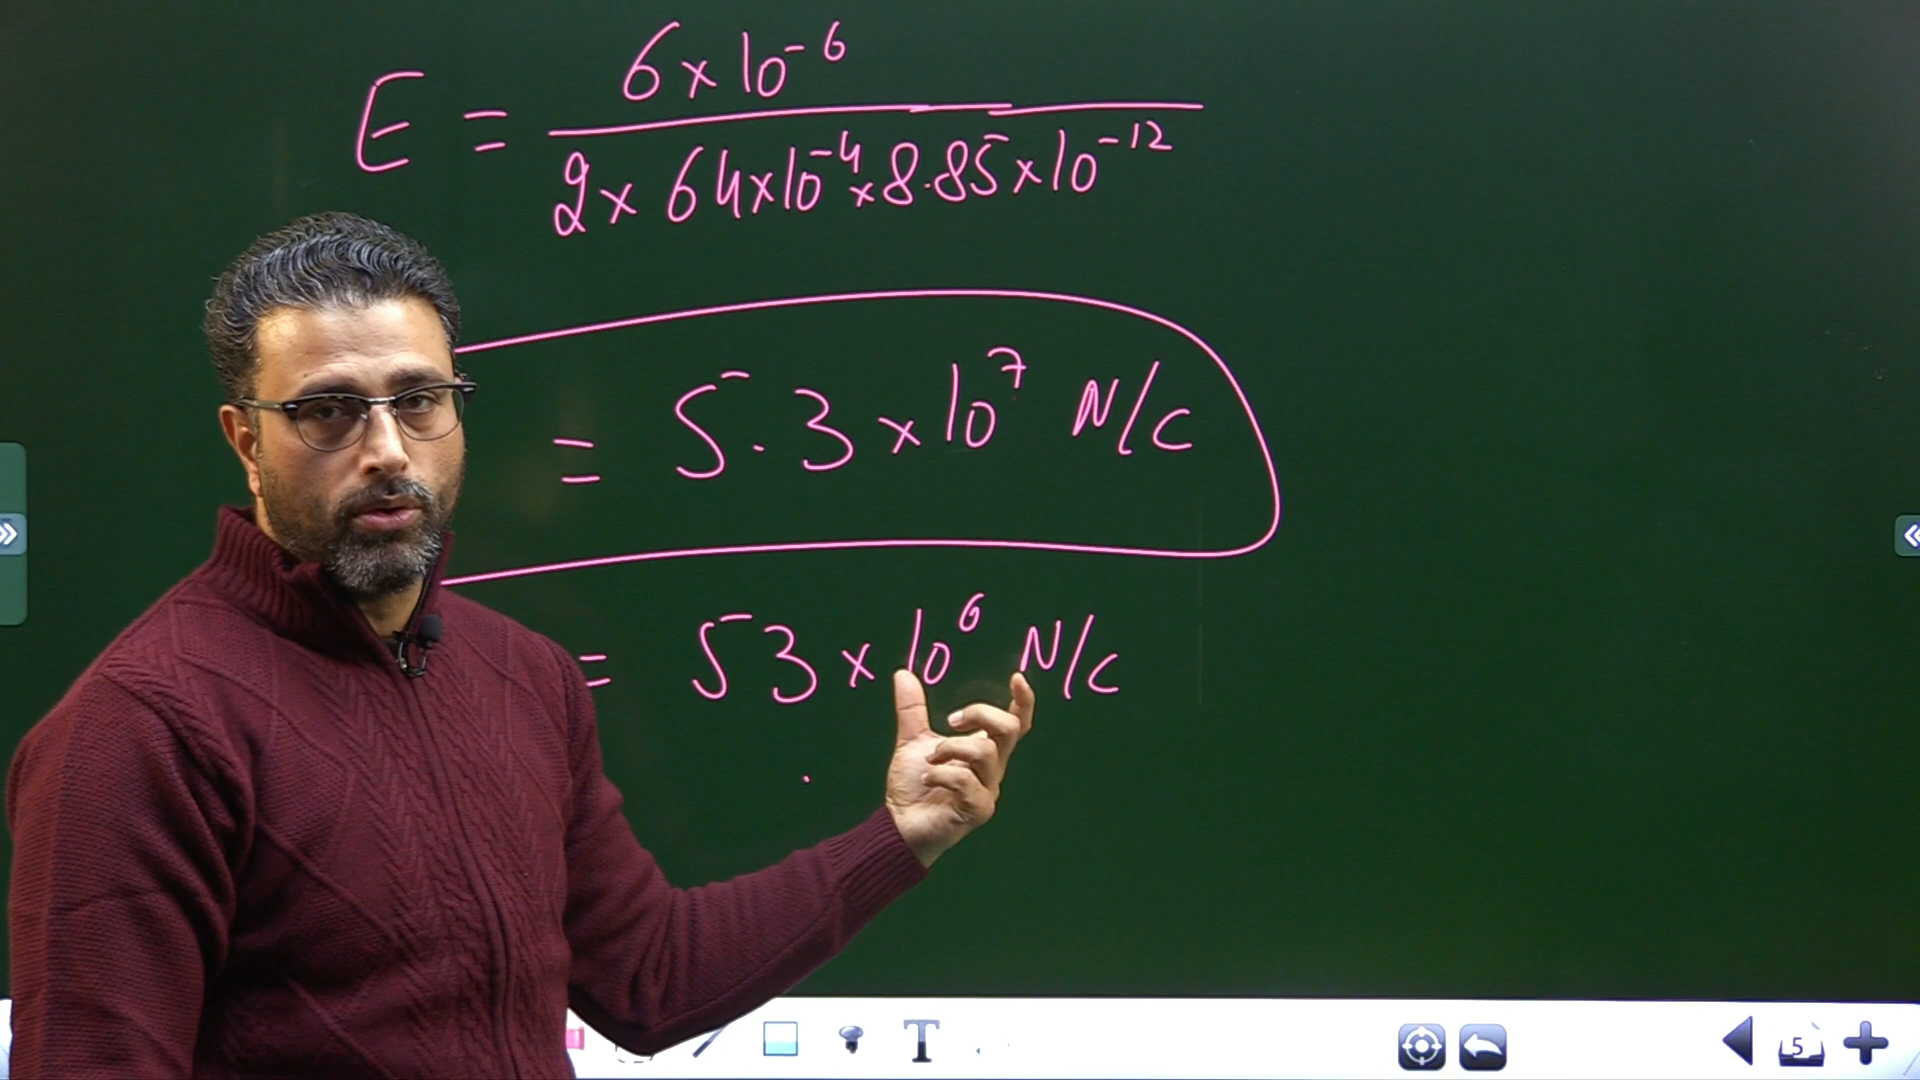 E = 6 × 10⁻⁶ / 2 × 64 × 10⁻⁴ × 8.85 × 10⁻¹²
= 5.3 × 10⁷ N/C
= 53 × 10⁶ N/C
T
5